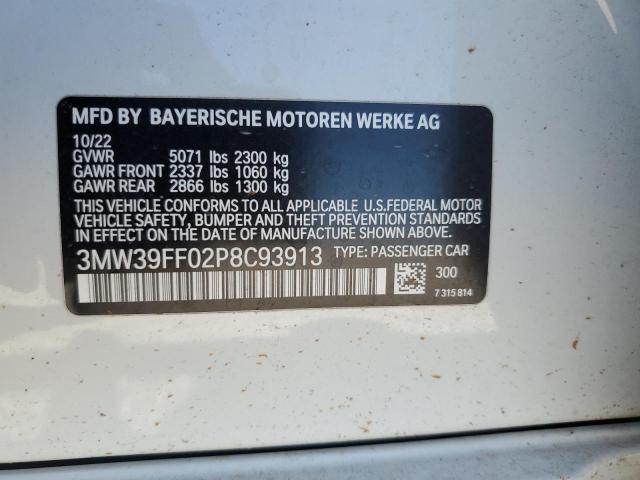 MFD BY BAYERISCHE MOTOREN WERKE AG
10/22
GVWR 5071 lbs 2300 kg
GAWR FRONT 2337 lbs 1060 kg
GAWR REAR 2866 lbs 1300 kg
THIS VEHICLE CONFORMS TO ALL APPLICABLE U.S.FEDERAL MOTOR
VEHICLE SAFETY, BUMPER AND THEFT PREVENTION STANDARDS
IN EFFECT ON THE DATE OF MANUFACTURE SHOWN ABOVE.
3MW39FF02P8C93913 TYPE: PASSENGER CAR
300
7 315 814